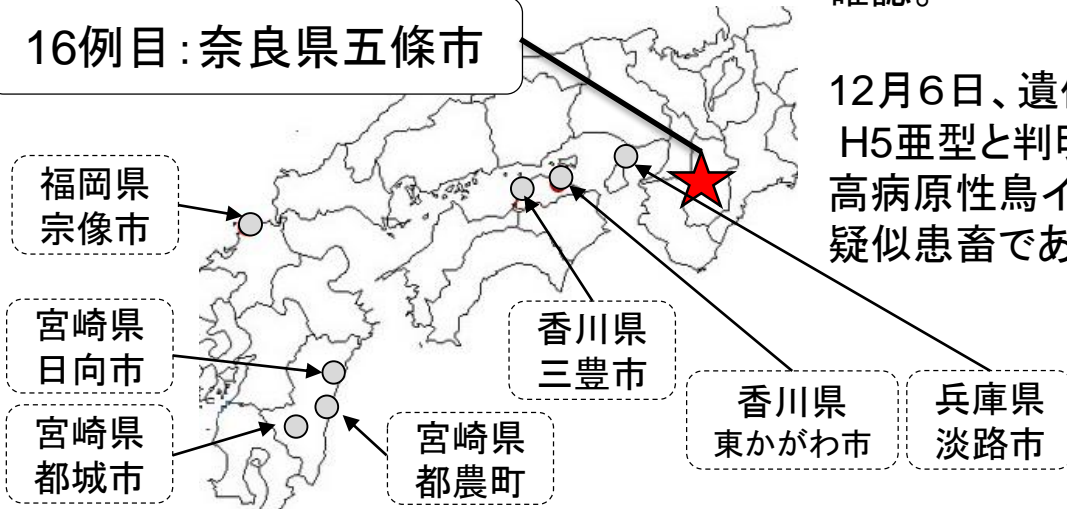 確認。
16例目：奈良県五條市
12月６日、遺伝
H5亜型と判明
高病原性鳥イ
疑似患畜であ
福岡県
宗像市
宮崎県
日向市
宮崎県
都城市
宮崎県
都農町
香川県
三豊市
香川県
東かがわ市
兵庫県
淡路市